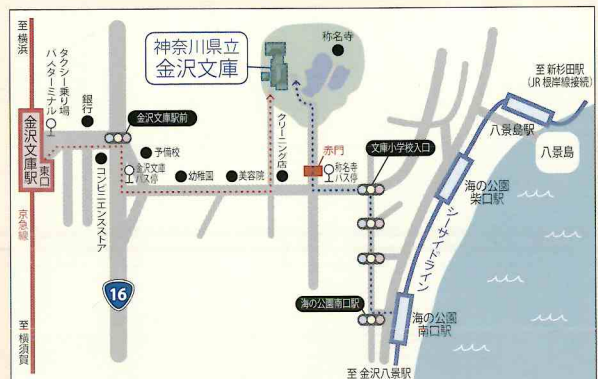 至 横浜
タクシー乗り場
バスターミナル
銀行
金沢文庫駅前
神奈川県立
金沢文庫
称名寺
至 新杉田駅
(JR 根岸線接続)
八景島駅
八景島
金沢文庫駅
東口
京急線
コンビニエンスストア
予備校
金沢文庫
バス停
幼稚園
美容院
クリーニング店
赤門
称名寺
バス停
文庫小学校入口
海の公園
柴口駅
シーサイドライン
16
海の公園南口駅
海の公園
南口駅
至 横須賀
至 金沢八景駅